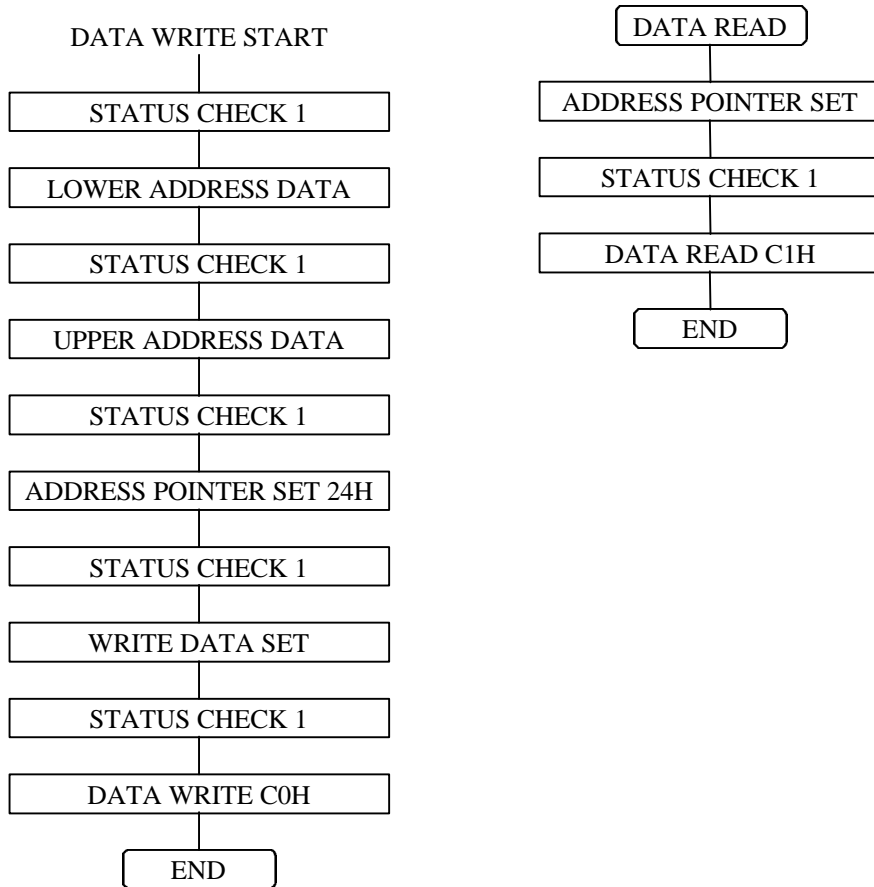 DATA WRITE START
STATUS CHECK 1
LOWER ADDRESS DATA
STATUS CHECK 1
UPPER ADDRESS DATA
STATUS CHECK 1
ADDRESS POINTER SET 24H
STATUS CHECK 1
WRITE DATA SET
STATUS CHECK 1
DATA WRITE C0H
END
DATA READ
ADDRESS POINTER SET
STATUS CHECK 1
DATA READ C1H
END